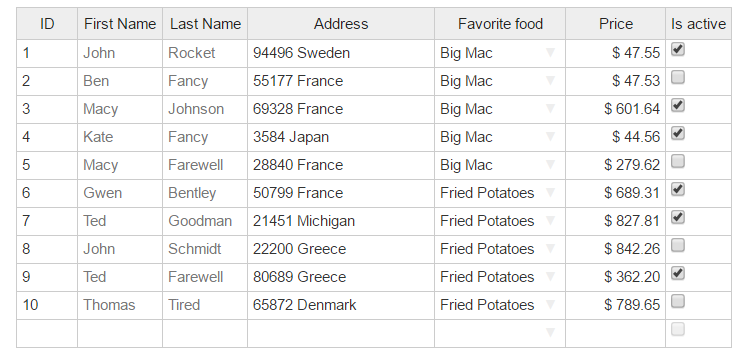 ID First Name Last Name Address Favorite food Price Is active
1 John Rocket 94496 Sweden Big Mac $ 47.55
2 Ben Fancy 55177 France Big Mac $ 47.53
3 Macy Johnson 69328 France Big Mac $ 601.64
4 Kate Fancy 3584 Japan Big Mac $ 44.56
5 Macy Farewell 28840 France Big Mac $ 279.62
6 Gwen Bentley 50799 France Fried Potatoes $ 689.31
7 Ted Goodman 21451 Michigan Fried Potatoes $ 827.81
8 John Schmidt 22200 Greece Fried Potatoes $ 842.26
9 Ted Farewell 80689 Greece Fried Potatoes $ 362.20
10 Thomas Tired 65872 Denmark Fried Potatoes $ 789.65